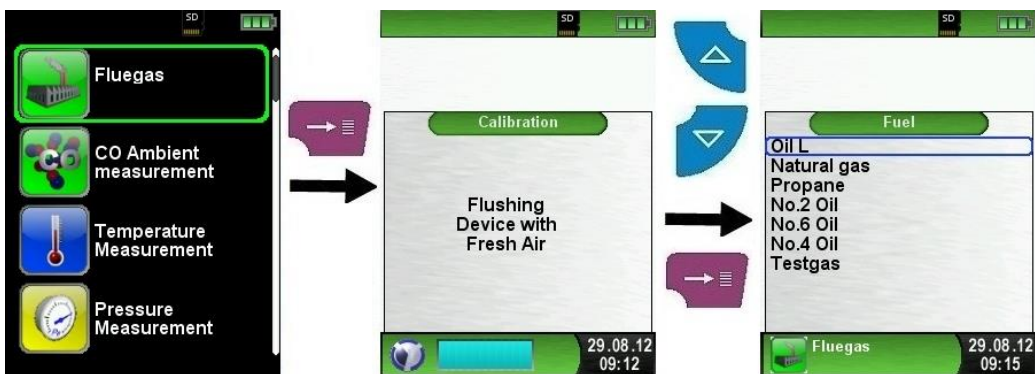 SD
Fluegas
CO Ambient
measurement
Temperature
Measurement
Pressure
Measurement
SD
Calibration
Flushing
Device with
Fresh Air
29.08.12
09:12
SD
Fuel
Oil L
Natural gas
Propane
No.2 Oil
No.6 Oil
No.4 Oil
Testgas
Fluegas
29.08.12
09:15